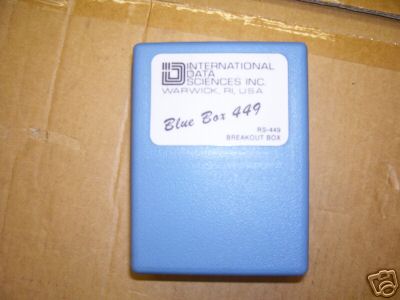 INTERNATIONAL
DATA
SCIENCES INC.
WARWICK, RI, USA
Blue Box 449
RS-449
BREAKOUT BOX